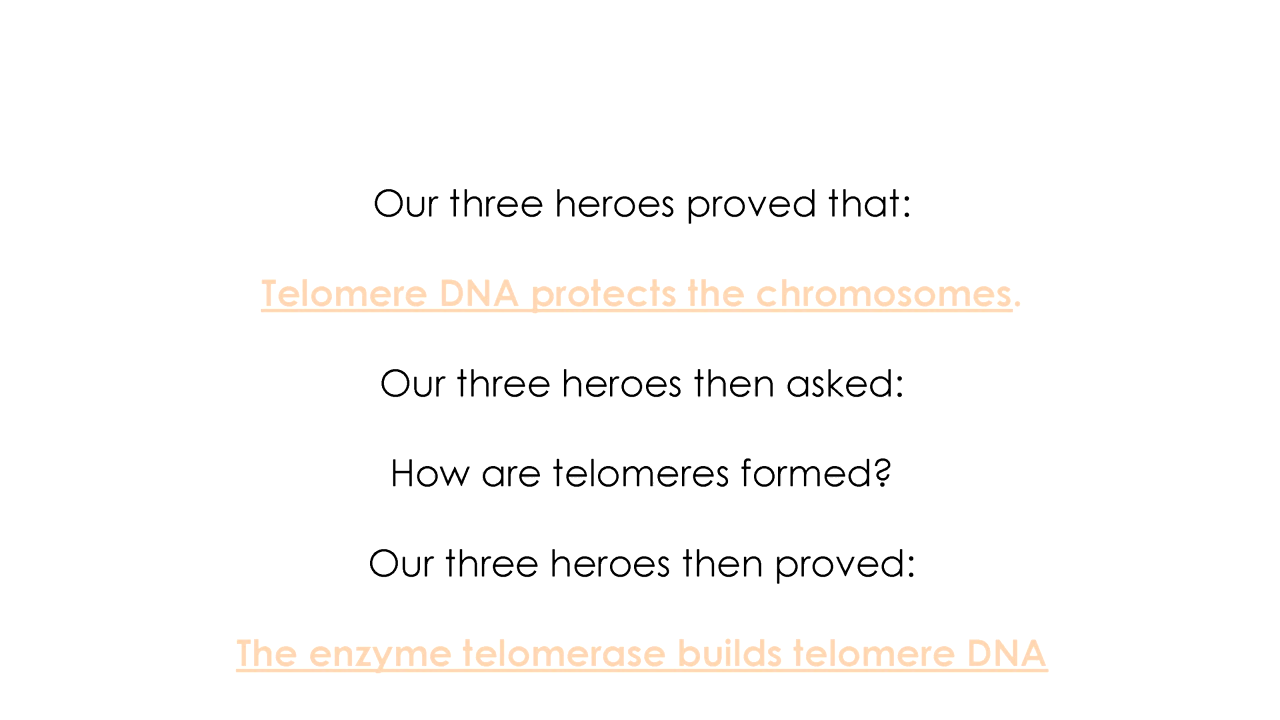 Our three heroes proved that:
Telomere DNA protects the chromosomes.
Our three heroes then asked:
How are telomeres formed?
Our three heroes then proved:
The enzyme telomerase builds telomere DNA